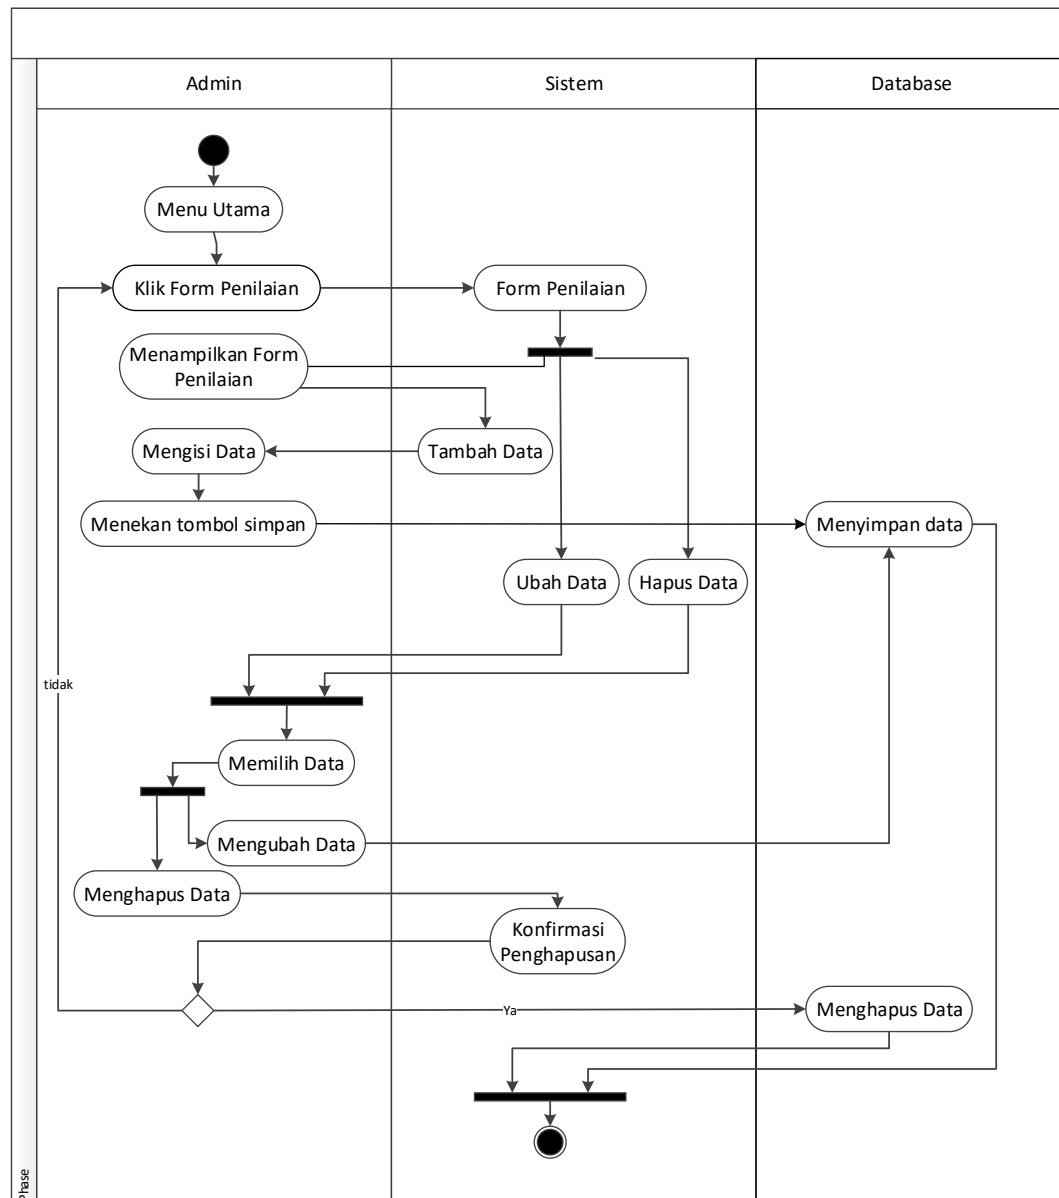 Admin
Sistem
Database
Menu Utama
Klik Form Penilaian
Form Penilaian
Menampilkan Form
Penilaian
Mengisi Data
Tambah Data
Menekan tombol simpan
Menyimpan data
Ubah Data
Hapus Data
tidak
Memilih Data
Mengubah Data
Menghapus Data
Konfirmasi
Penghapusan
Ya
Menghapus Data
Phase